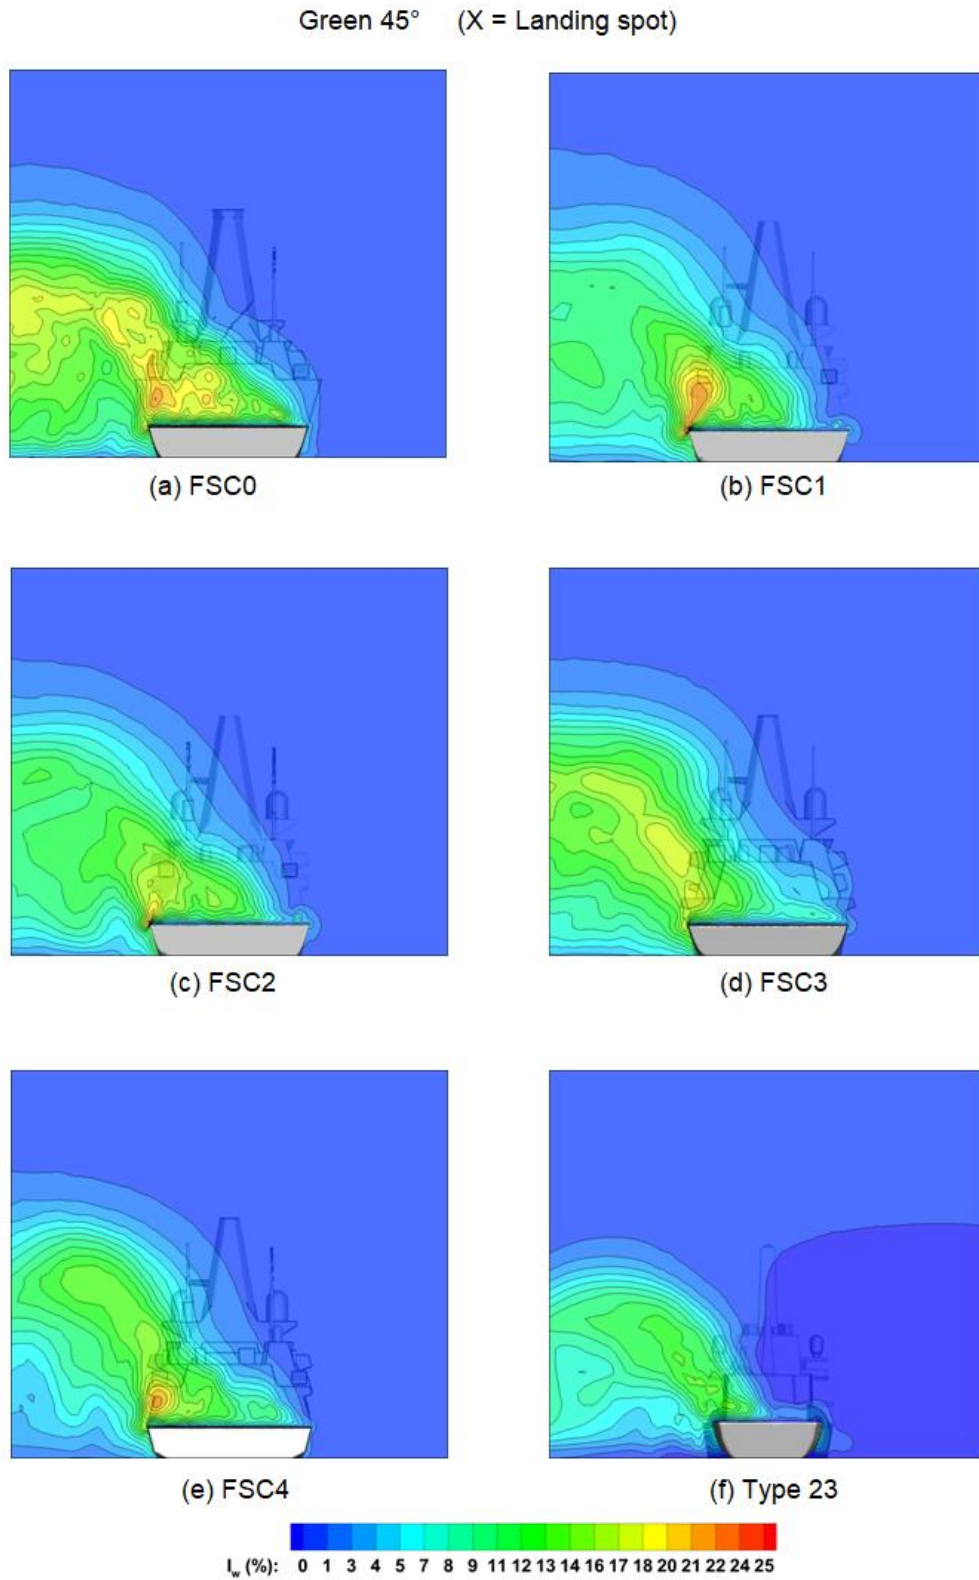 Green 45° (X = Landing spot)
(a) FSC0
(b) FSC1
(c) FSC2
(d) FSC3
(e) FSC4
(f) Type 23
I_w (%): 0 1 3 4 5 7 8 9 11 12 13 14 16 17 18 20 21 22 24 25